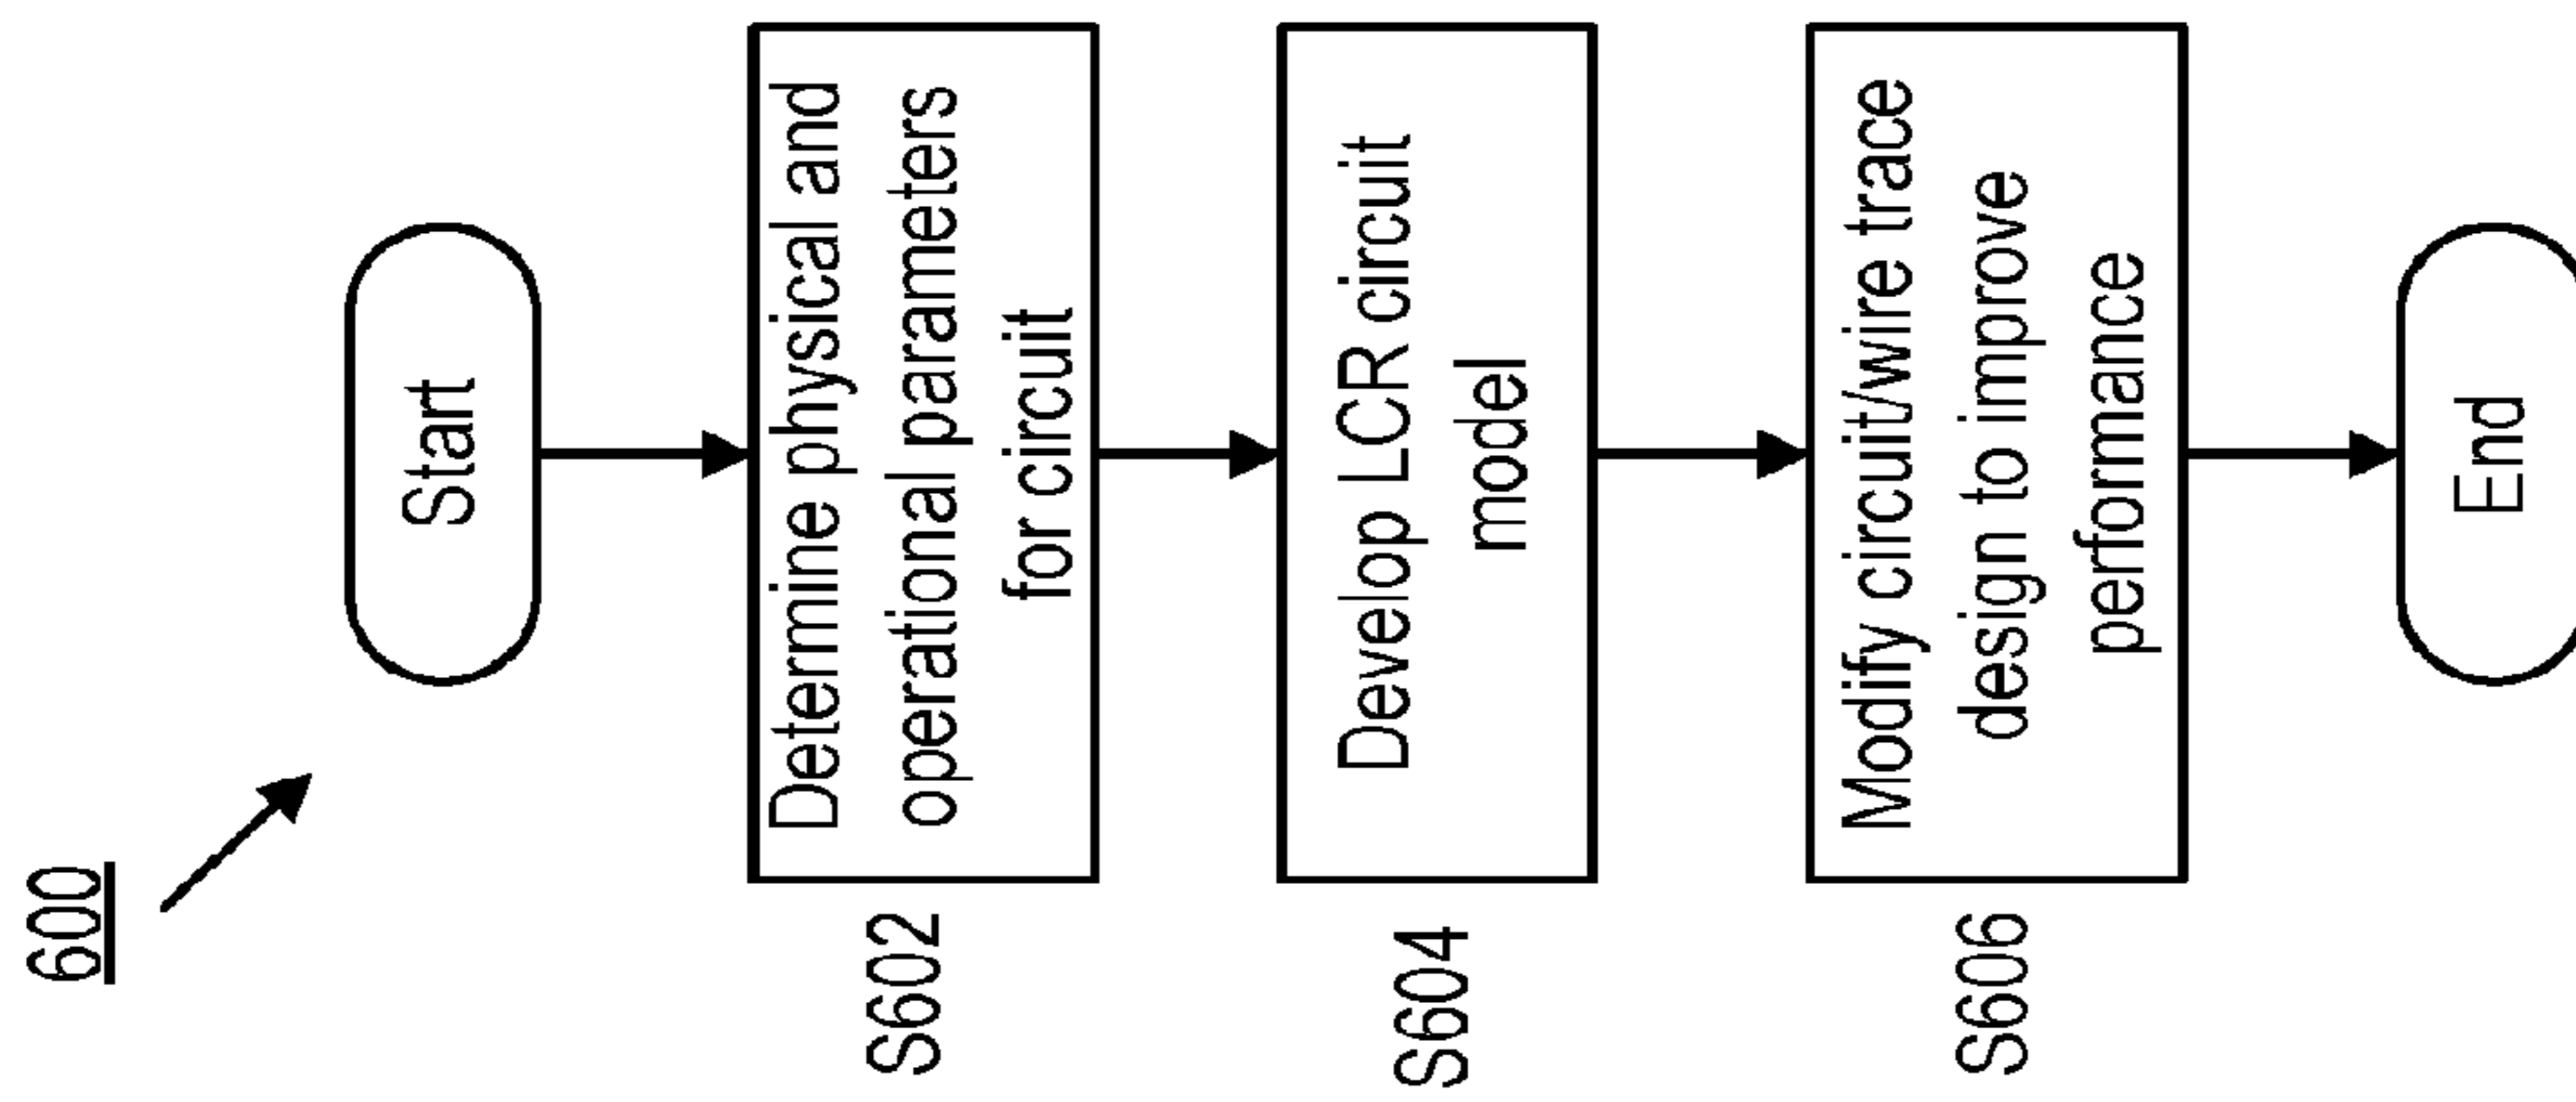 600
Start
S602
Determine physical and
operational parameters
for circuit
S604
Develop LCR circuit
model
S606
Modify circuit/wire trace
design to improve
performance
End